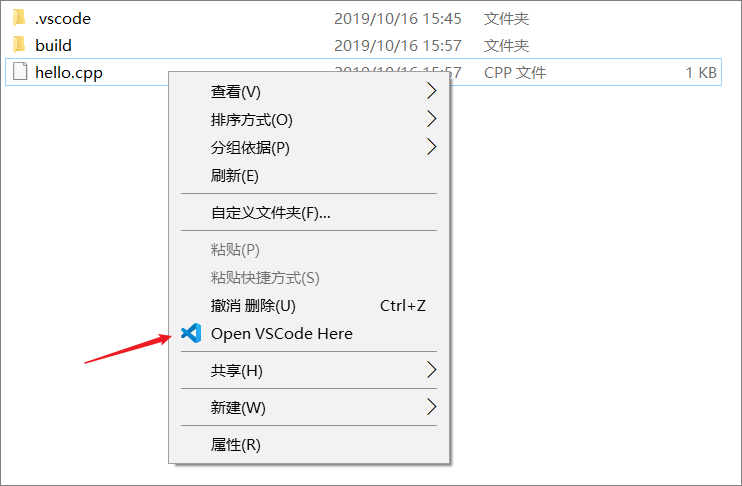 .vscode 2019/10/16 15:45 文件夹
build 2019/10/16 15:57 文件夹
hello.cpp 2019/10/16 15:57 CPP 文件 1 KB
查看(V)
排序方式(O)
分组依据(P)
刷新(E)
自定义文件夹(F)...
粘贴(P)
粘贴快捷方式(S)
撤消 删除(U) Ctrl+Z
Open VSCode Here
共享(H)
新建(W)
属性(R)